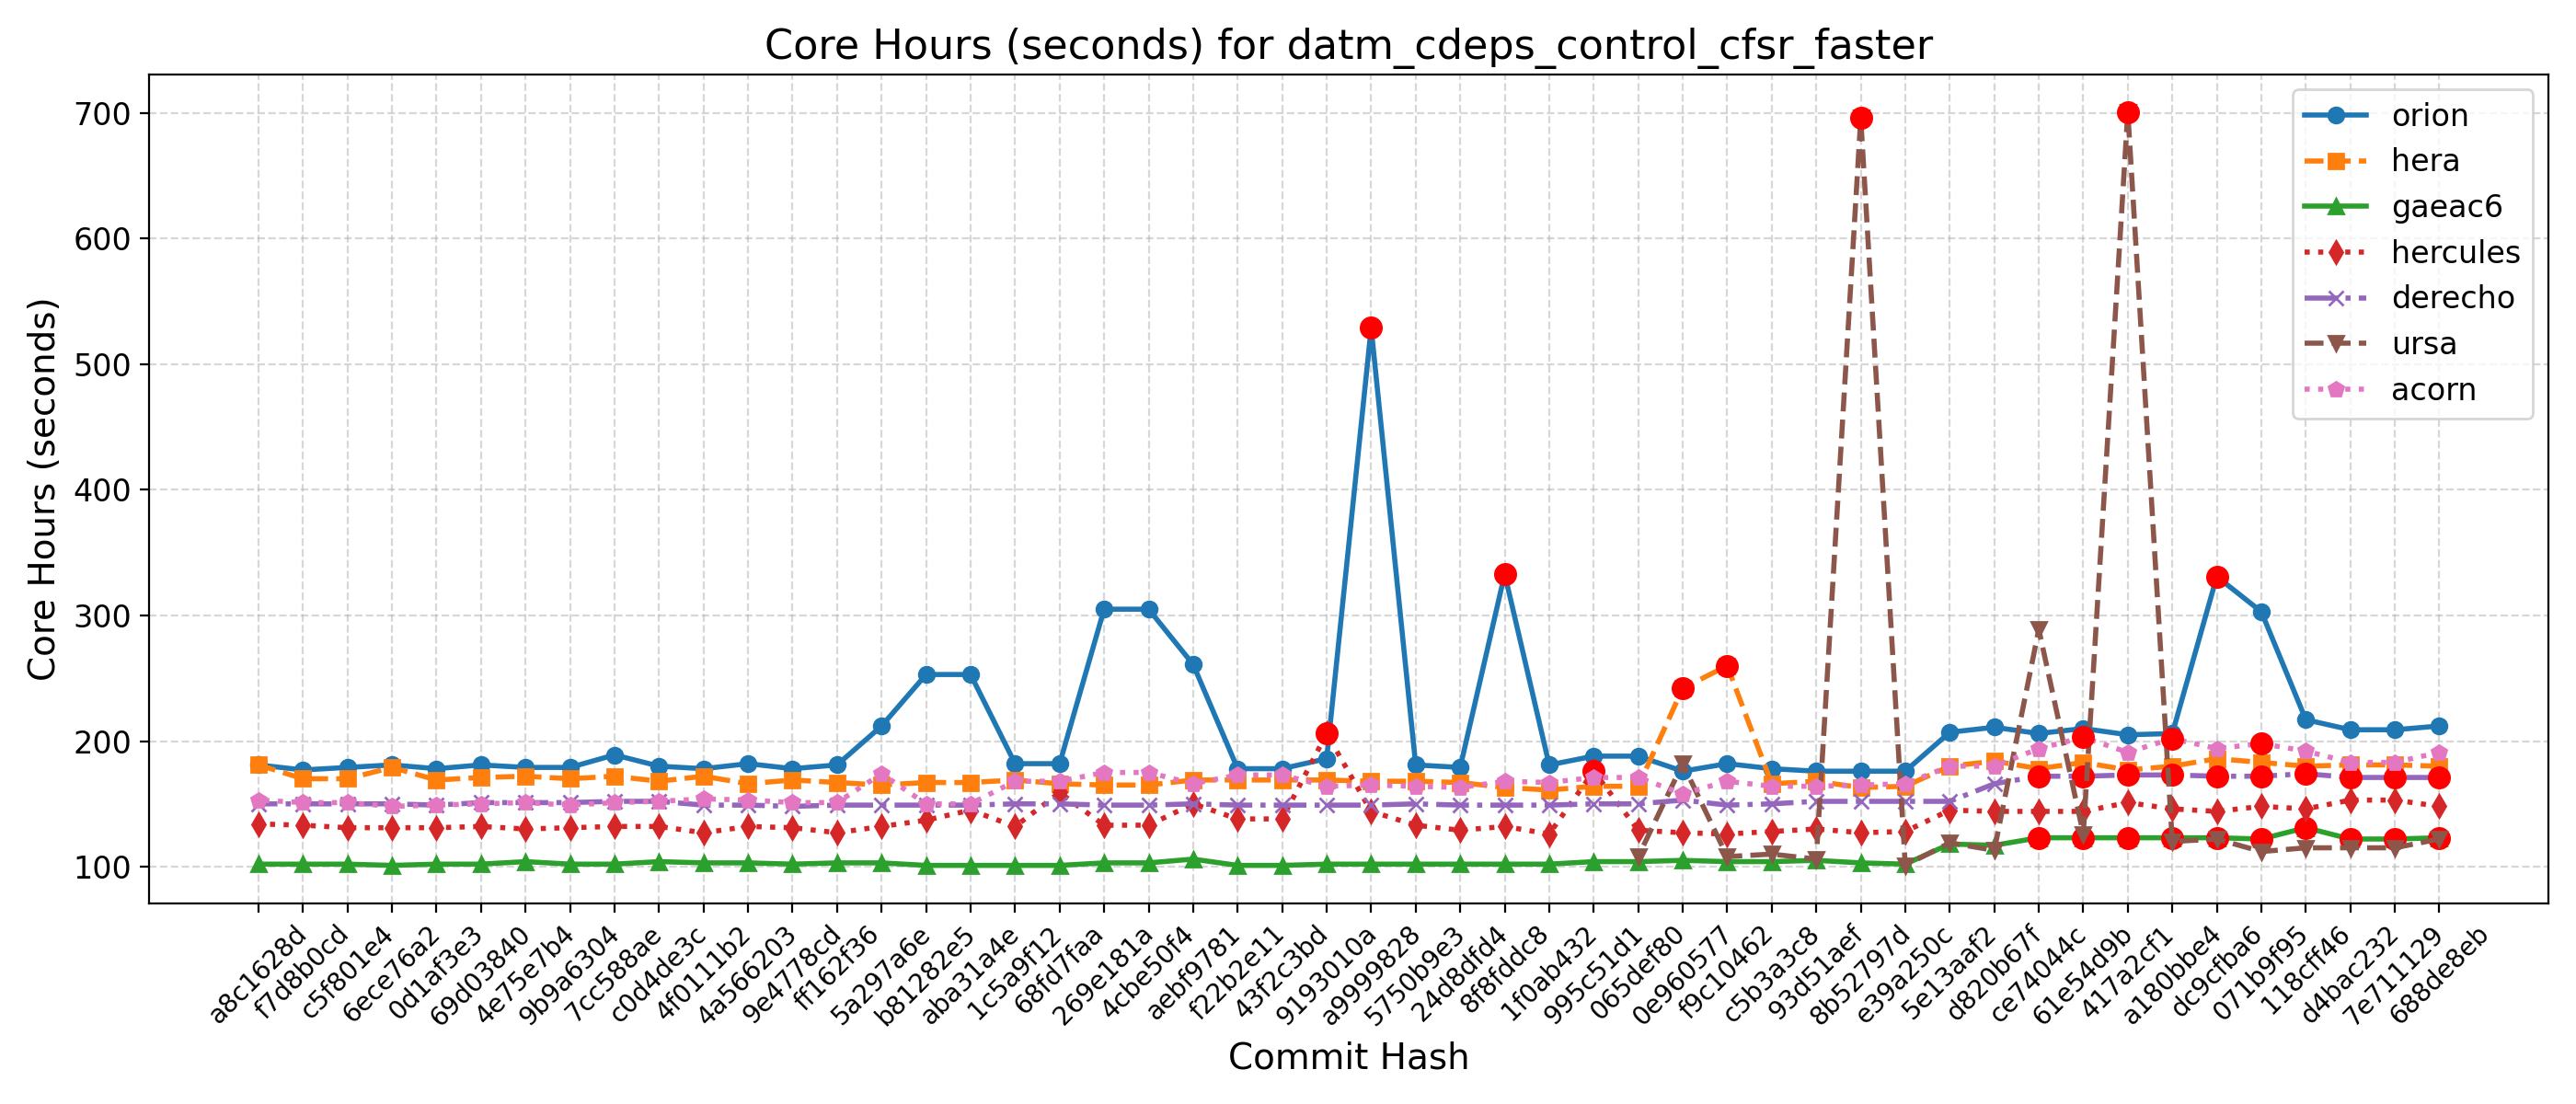 Core Hours (seconds) for datm_cdeps_control_cfsr_faster
Core Hours (seconds)
700
600
500
400
300
200
100
orion
hera
gaeac6
hercules
derecho
ursa
acorn
a8c1628d
f7d8b0cd
c5f801e4
6ece76a2
0d1af3e3
69d03840
4e75e7b4
9b9a6304
7cc588ae
c0d4de3c
4f0111b2
4a566203
9e4778cd
ff162f36
5a297a6e
b81282e5
aba31a4e
1c5a9f12
68fd7faa
269e181a
4cbe50f4
aebf9781
f22b2e11
43f2c3bd
9193010a
a9999828
5750b9e3
24d8dfd4
8f8fddc8
1f0ab432
995c51d1
065def80
0e960577
f9c10462
c5b3a3c8
93d51aef
8b52797d
e39a250c
5e13aaf2
d820b67f
ce74044c
61e54d9b
417a2cf1
a180bbe4
dc9cfba6
071b9f95
118cff46
d4bac232
7e711129
688de8eb
Commit Hash